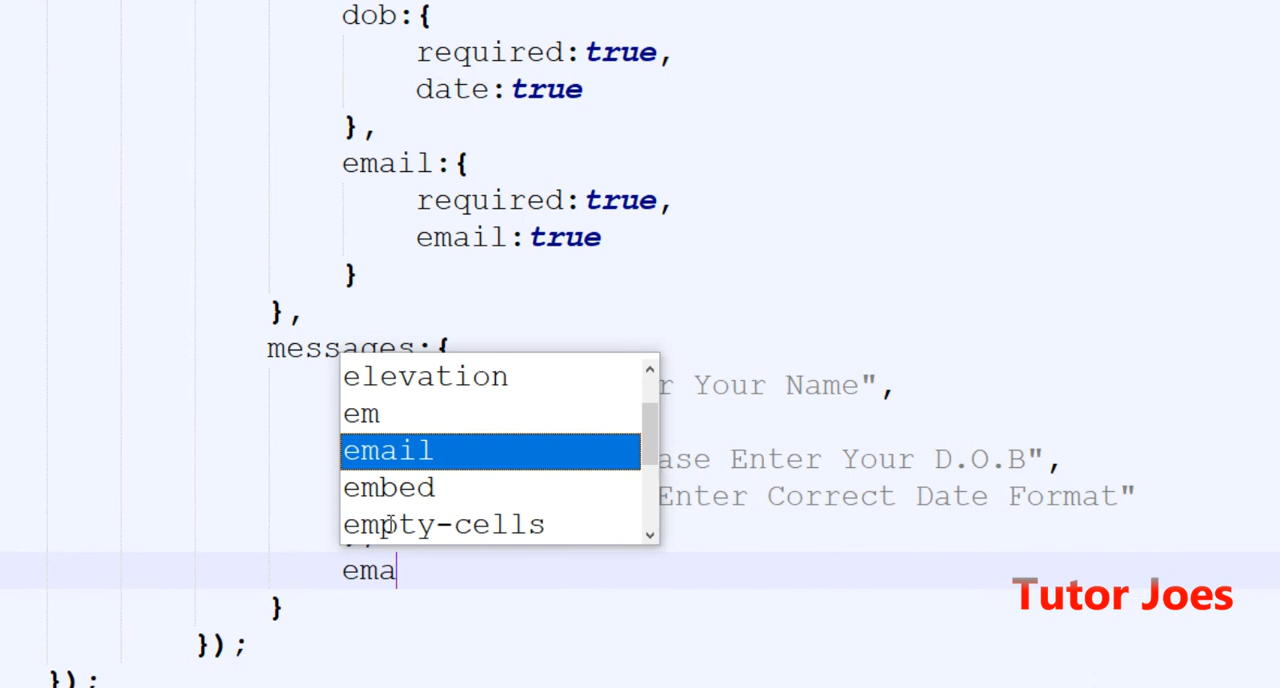 dob:{
required:true,
date:true
},
email:{
required:true,
email:true
}
},
messages:{
elevation
em
email
embed
empty-cells
r Your Name",
ase Enter Your D.O.B",
Enter Correct Date Format"
ema
}
});
});
Tutor Joes